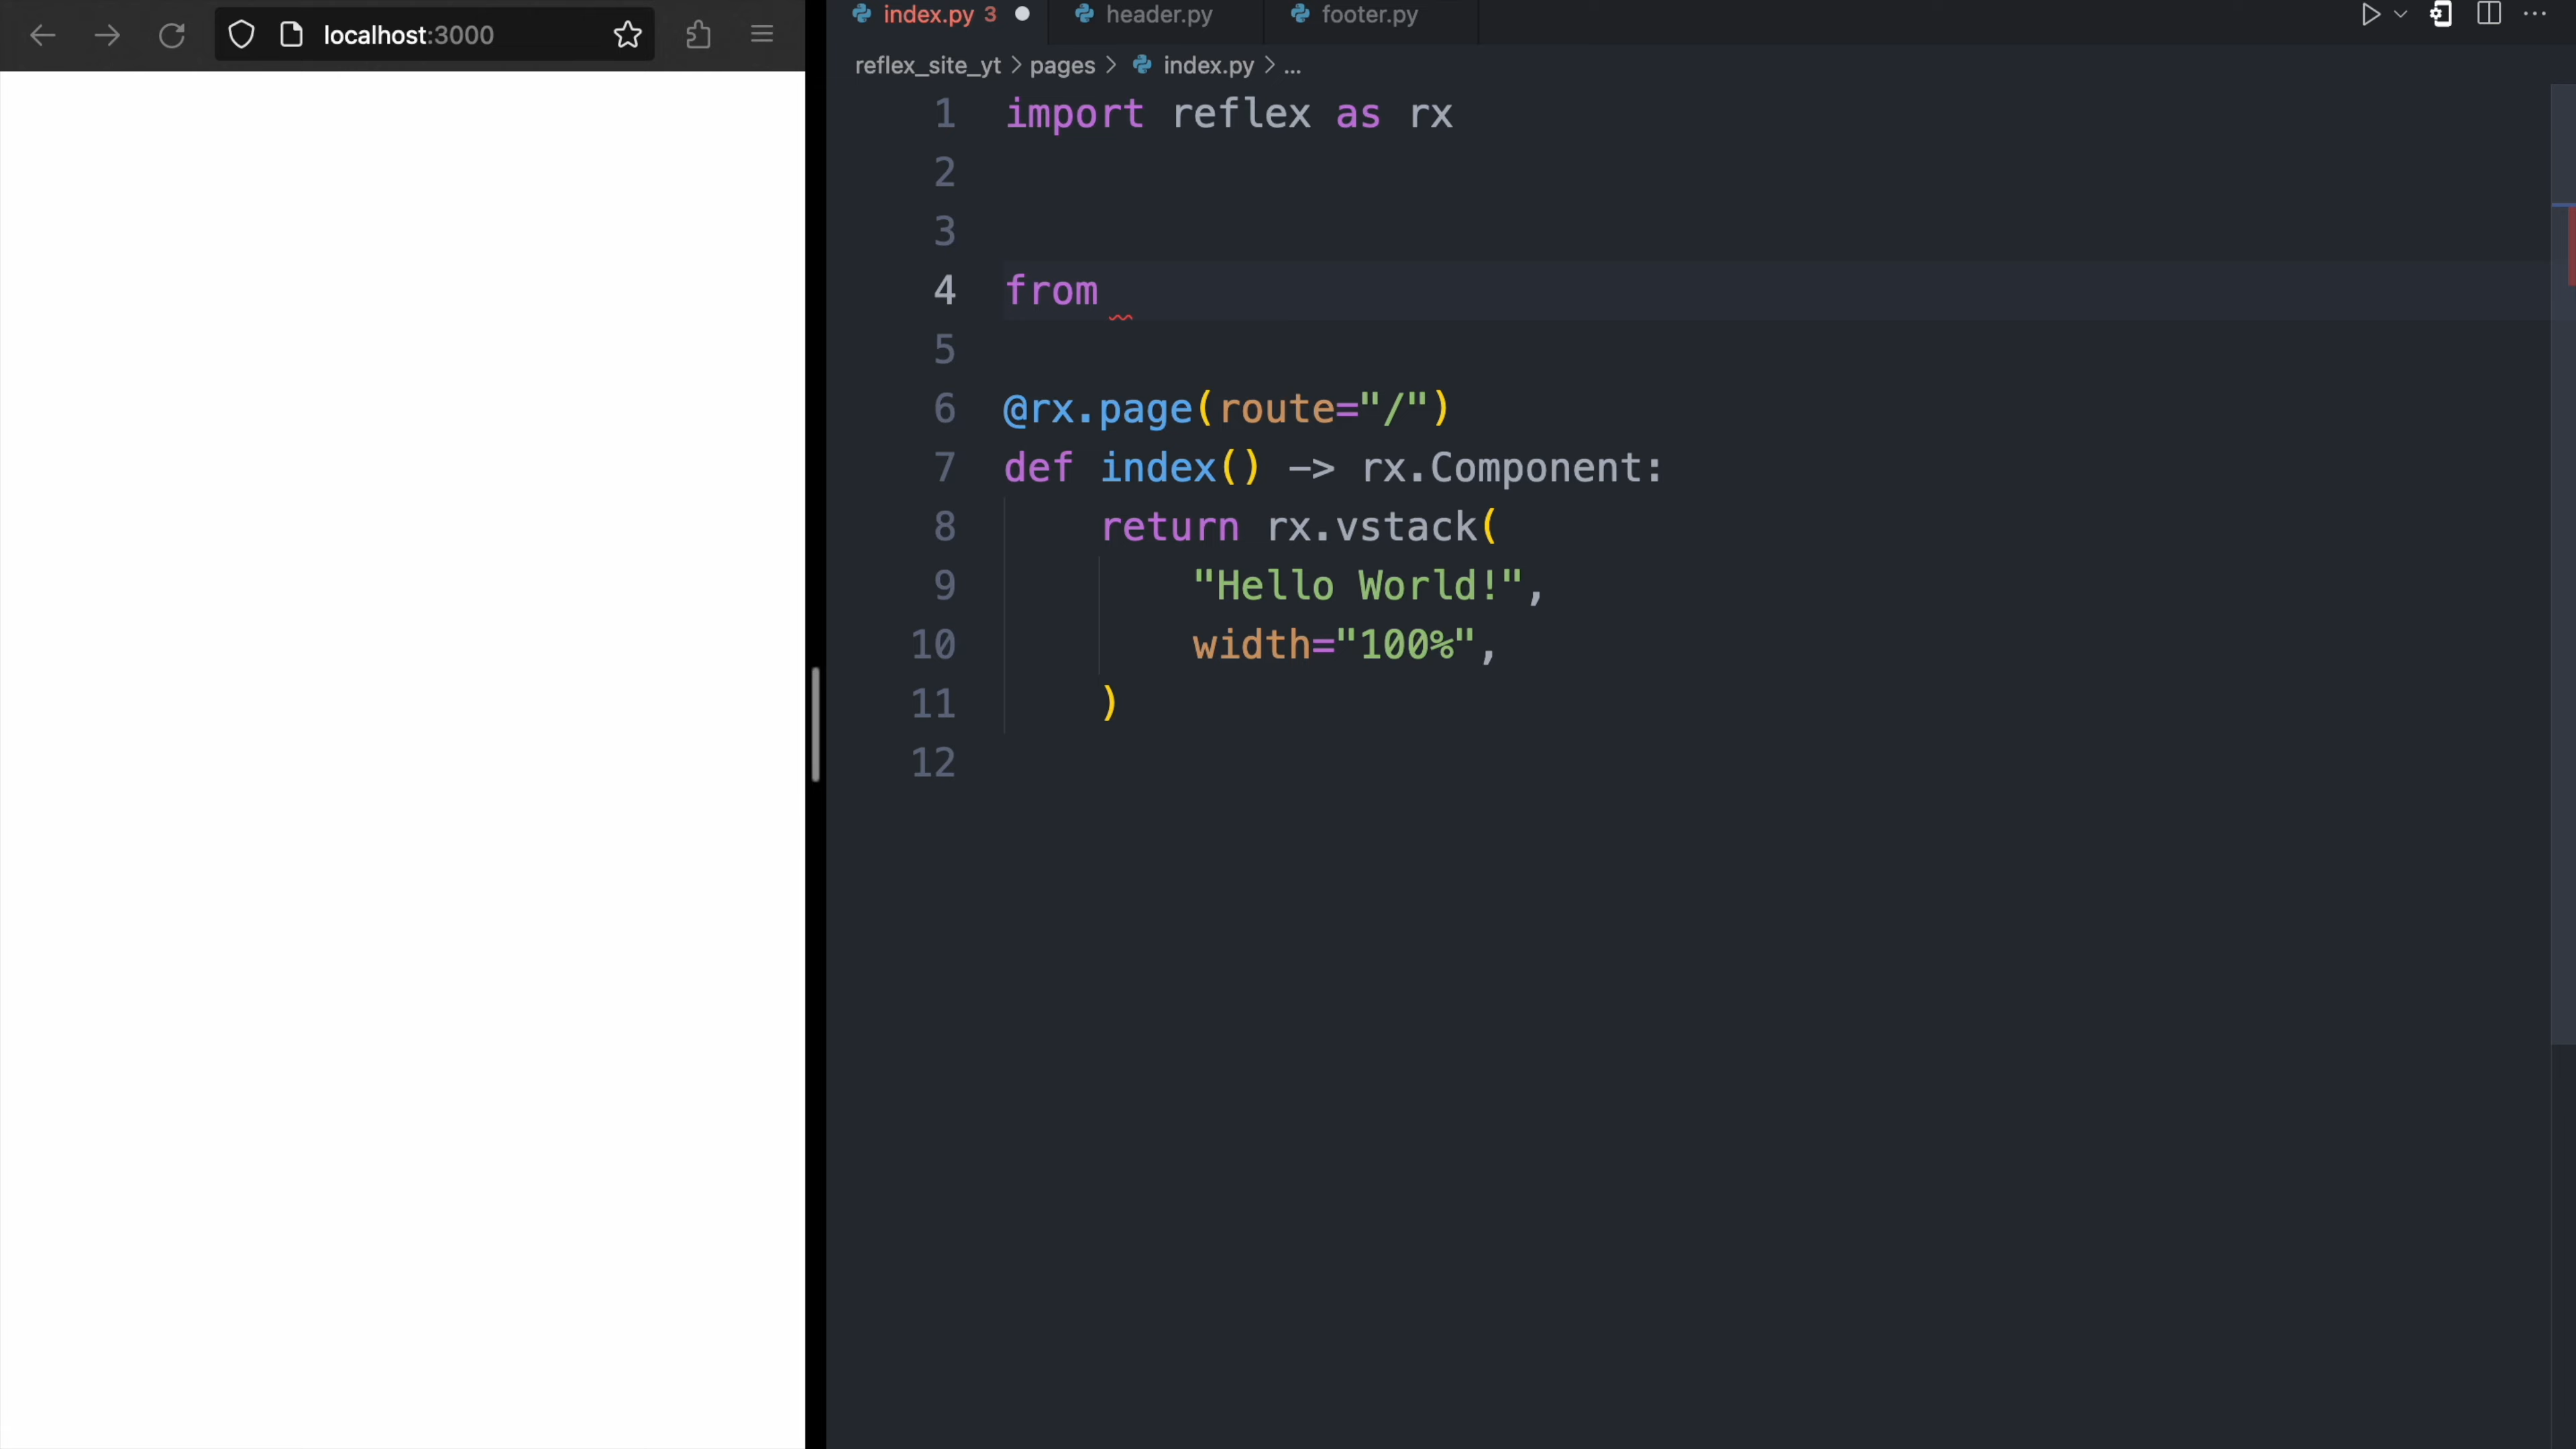 localhost:3000
index.py 3
header.py
footer.py
reflex_site_yt > pages > index.py > ...
1 import reflex as rx
2
3
4 from
5
6 @rx.page(route="/")
7 def index() -> rx.Component:
8 return rx.vstack(
9 "Hello World!",
10 width="100%",
11 )
12